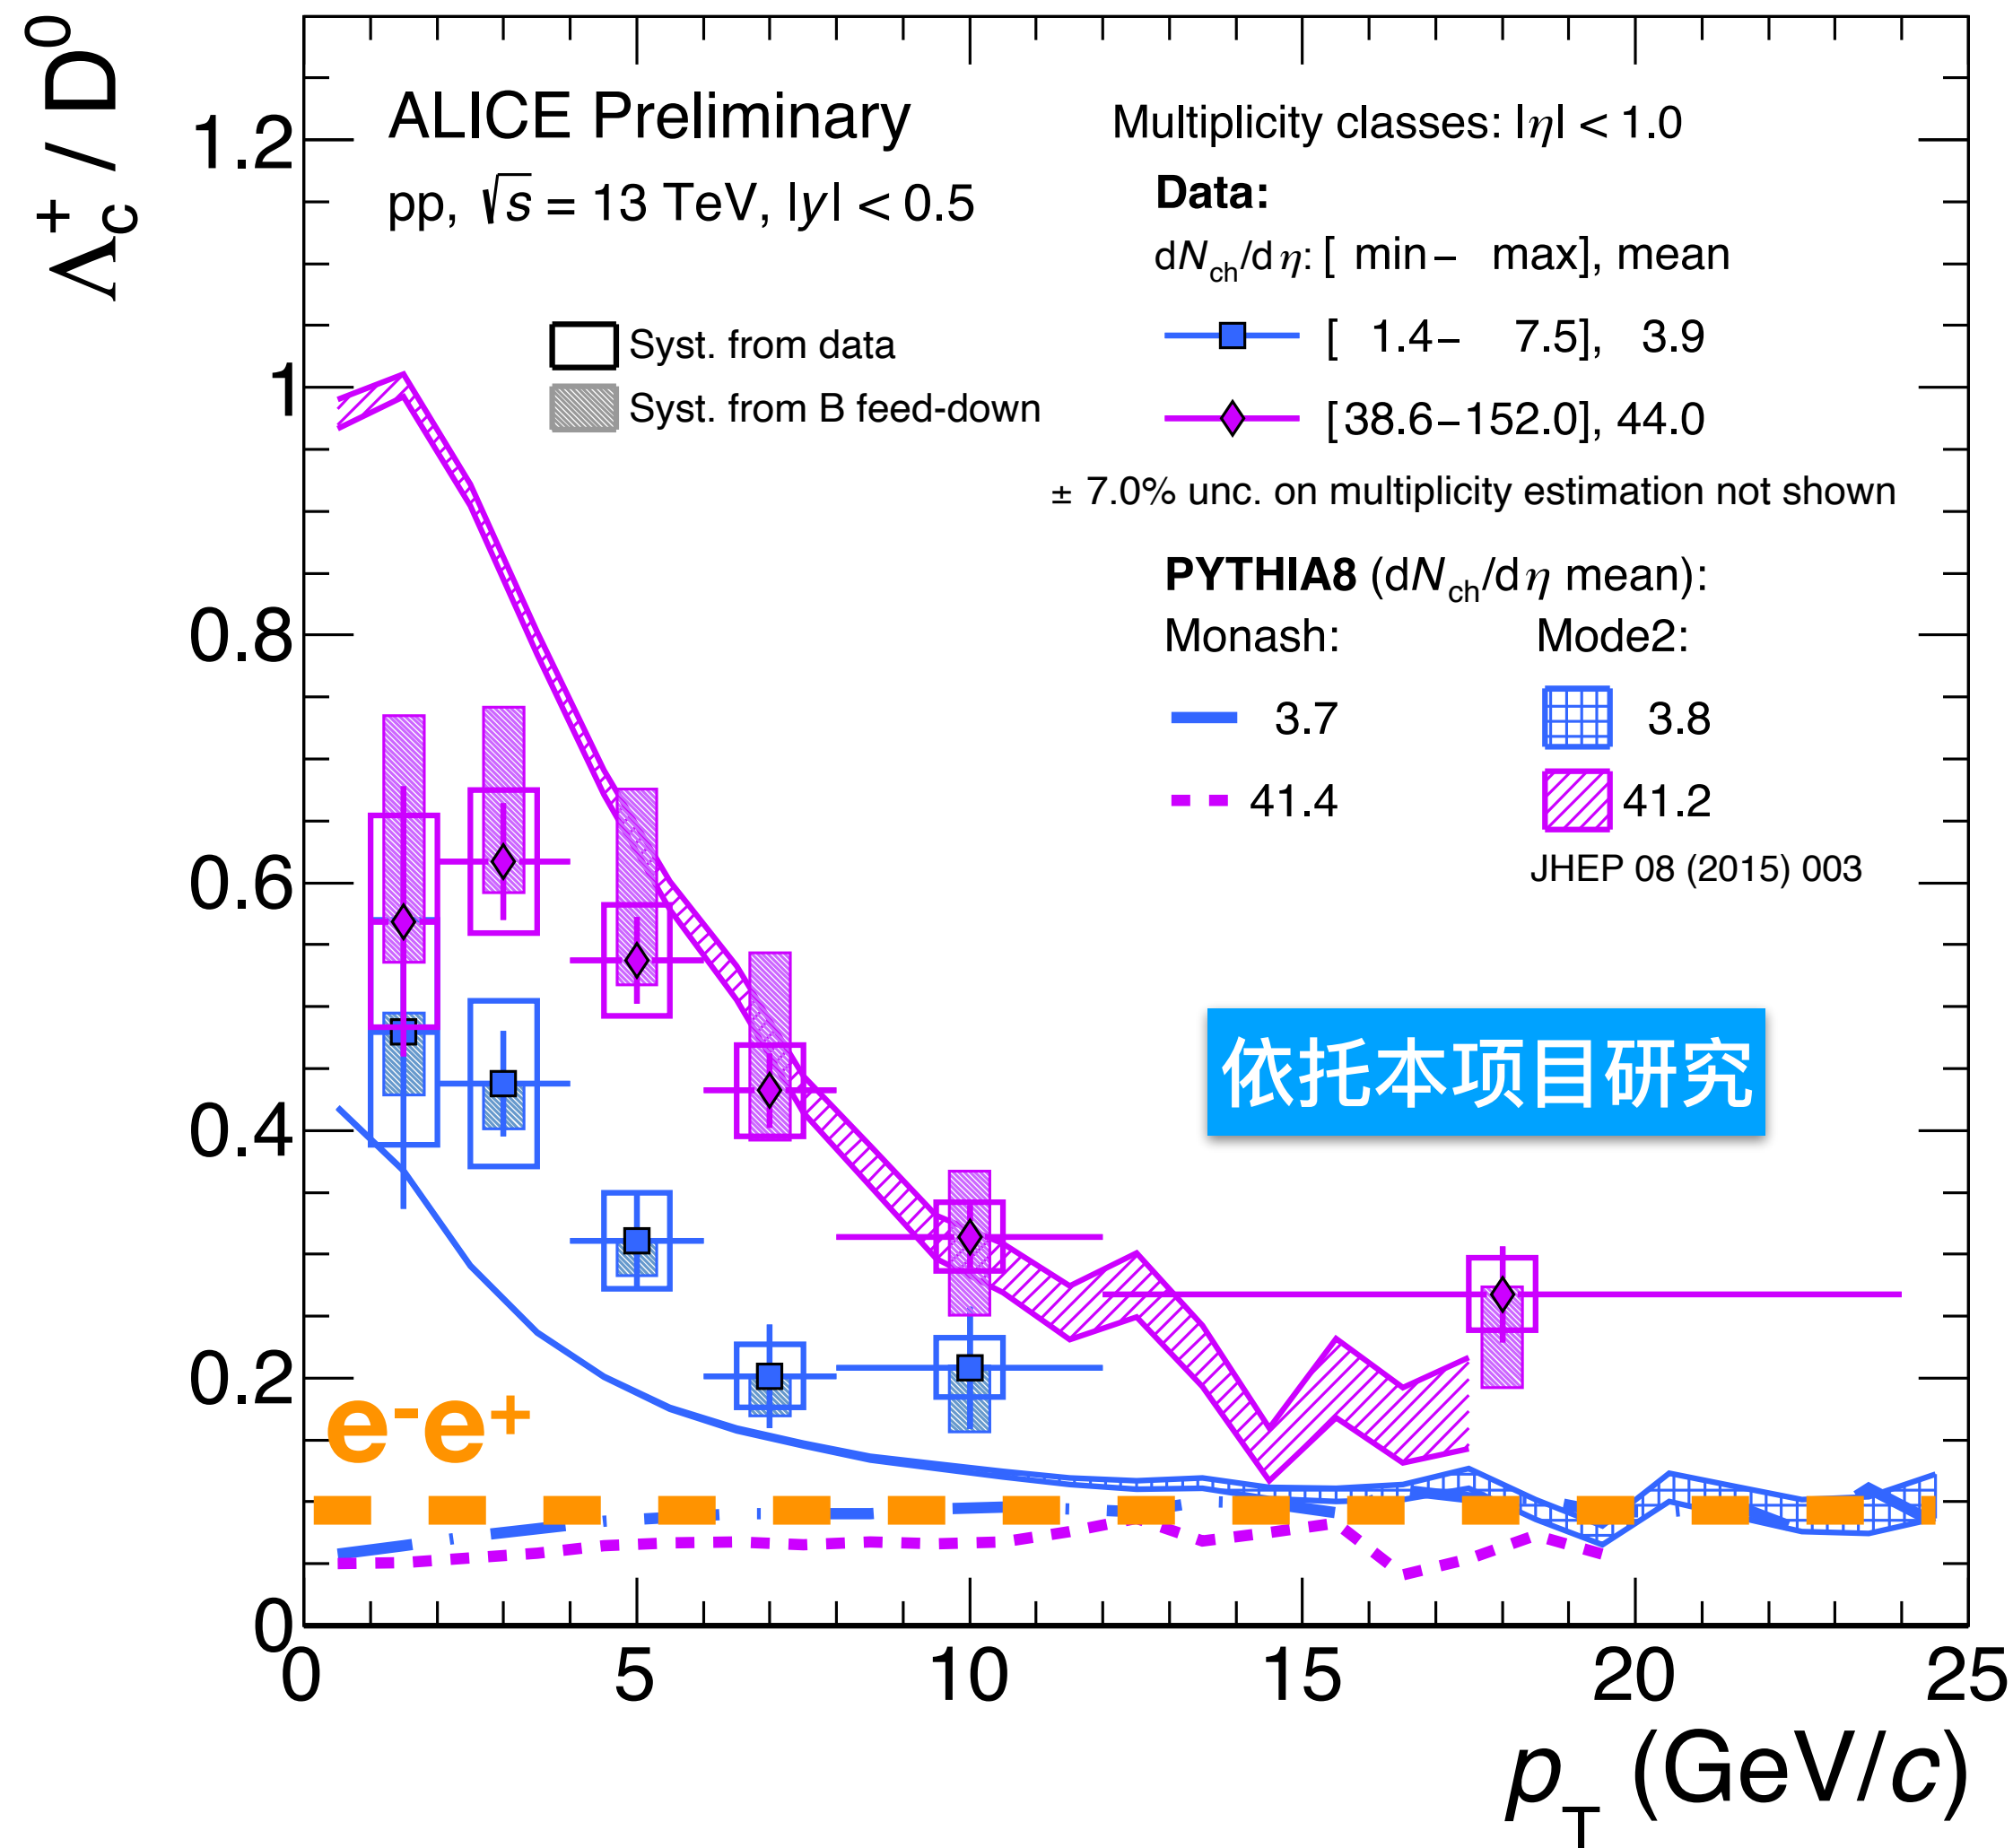 Λc+ / D0
ALICE Preliminary
pp, √s = 13 TeV, |y| < 0.5
Syst. from data
Syst. from B feed-down
Multiplicity classes: |η| < 1.0
Data:
dNch/dη: [ min – max], mean
[ 1.4 – 7.5], 3.9
[38.6–152.0], 44.0
± 7.0% unc. on multiplicity estimation not shown
PYTHIA8 (dNch/dη mean):
Monash: Mode2:
3.7 3.8
41.4 41.2
JHEP 08 (2015) 003
依托本项目研究
e-e+
1.2
1
0.8
0.6
0.4
0.2
0
0 5 10 15 20 25
pT (GeV/c)